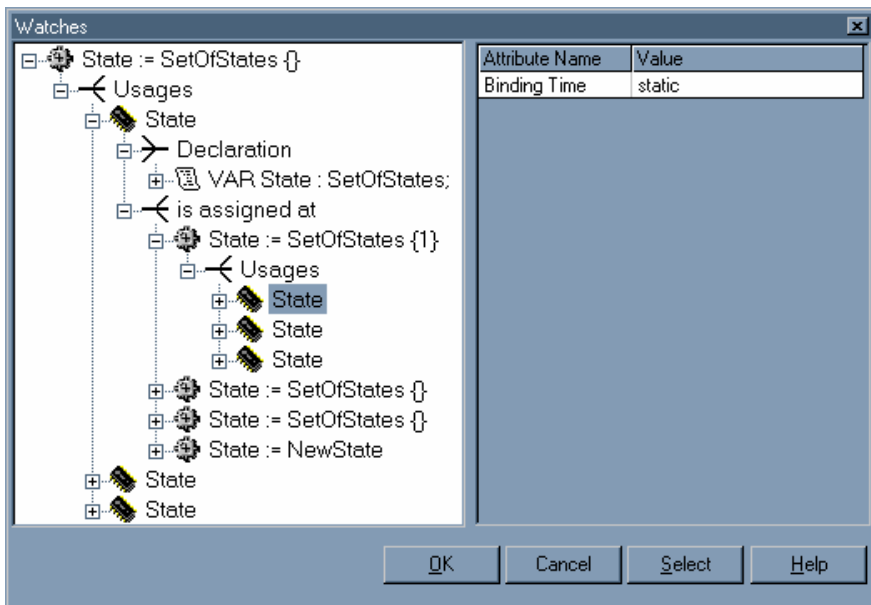 Watches
State := SetOfStates {}
Usages
State
Declaration
VAR State : SetOfStates;
is assigned at
State := SetOfStates {1}
Usages
State
State
State
State := SetOfStates {}
State := SetOfStates {}
State := NewState
State
State
Attribute Name Value
Binding Time static
OK Cancel Select Help